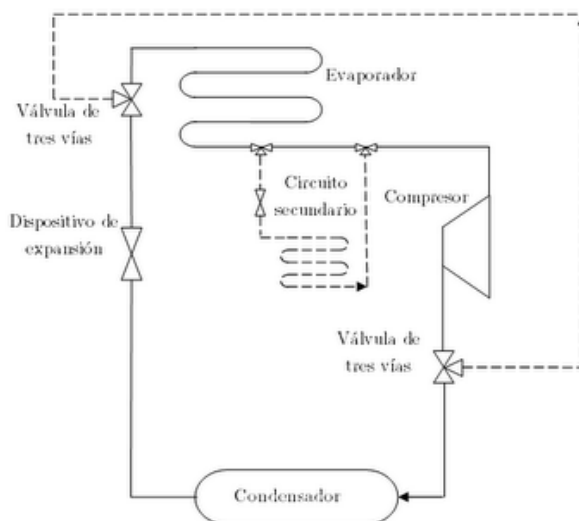 Evaporador
Válvula de
tres vías
Circuito
secundario
Compresor
Dispositivo de
expansión
Válvula de
tres vías
Condensador